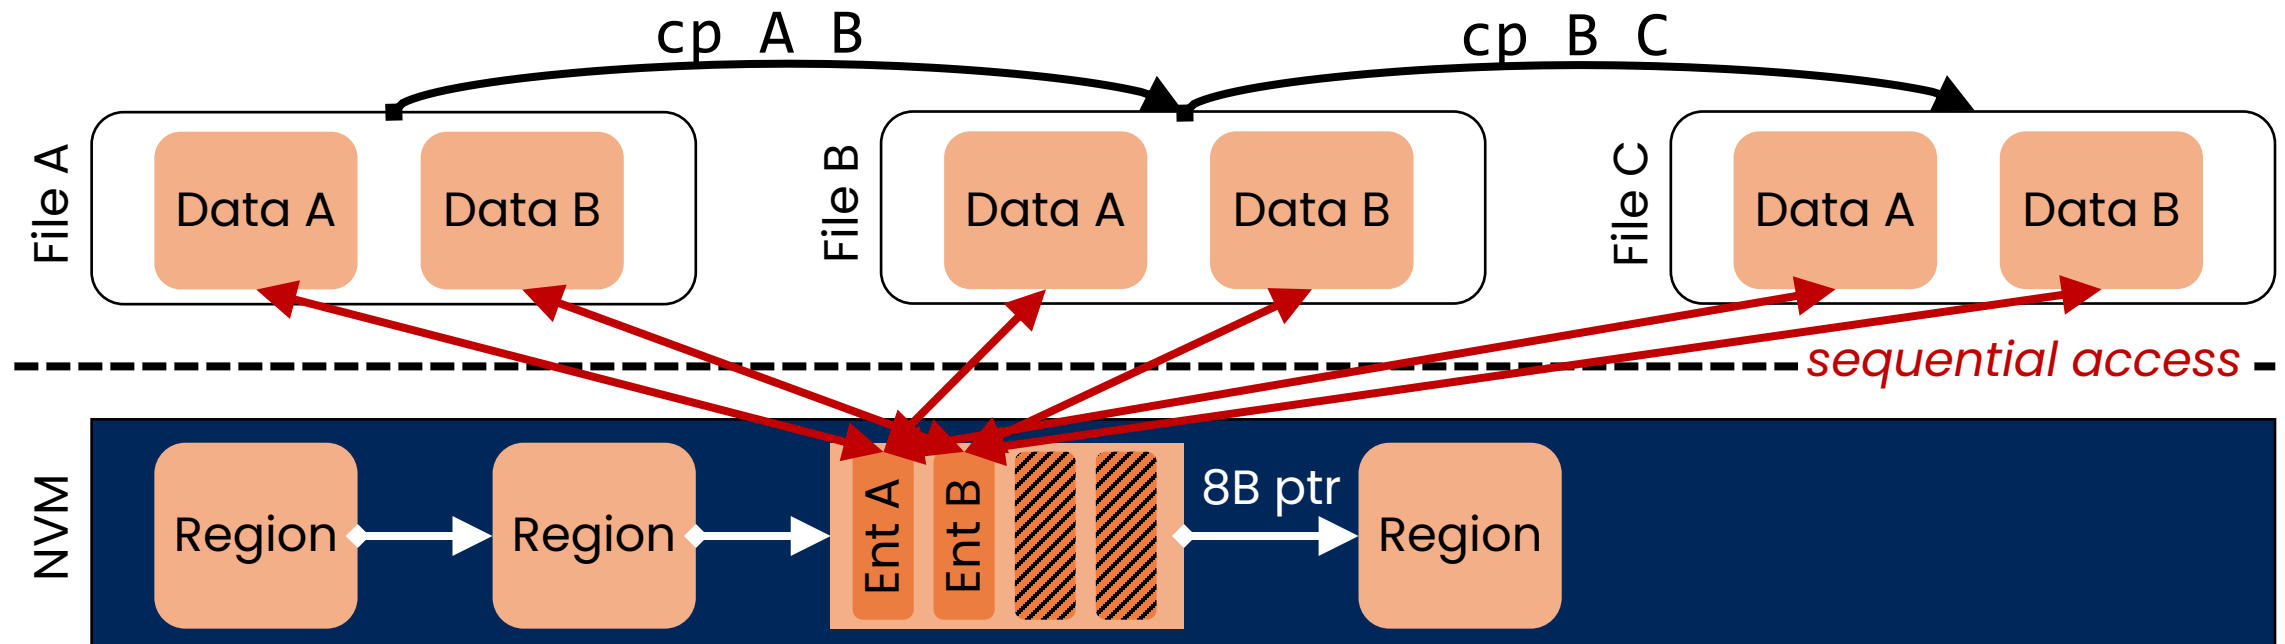 cp A B
cp B C
File A
Data A
Data B
File B
Data A
Data B
File C
Data A
Data B
sequential access
NVM
Region
Region
Ent A
Ent B
8B ptr
Region